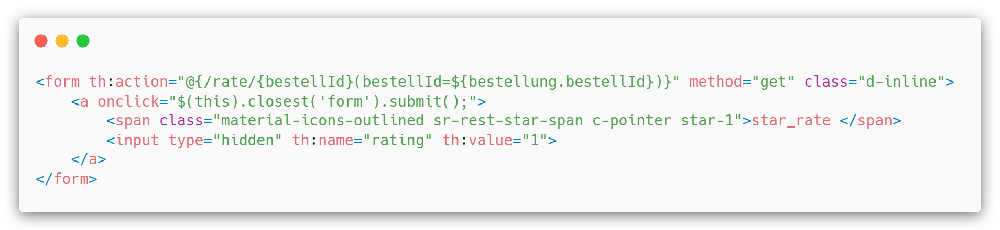 <form th:action="@{/rate/{bestellId}(bestellId=${bestellung.bestellId})}" method="get" class="d-inline">
    <a onclick="$(this).closest('form').submit();">
        <span class="material-icons-outlined sr-rest-star-span c-pointer star-1">star_rate </span>
        <input type="hidden" th:name="rating" th:value="1">
    </a>
</form>